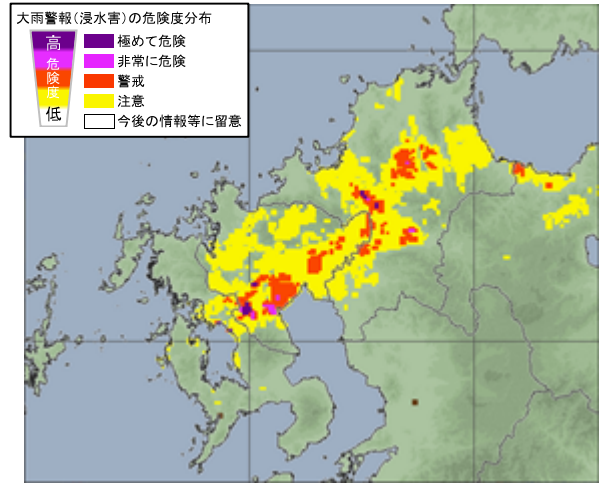 大雨警報(浸水害)の危険度分布
高
危
険
度
低
極めて危険
非常に危険
警戒
注意
今後の情報等に留意